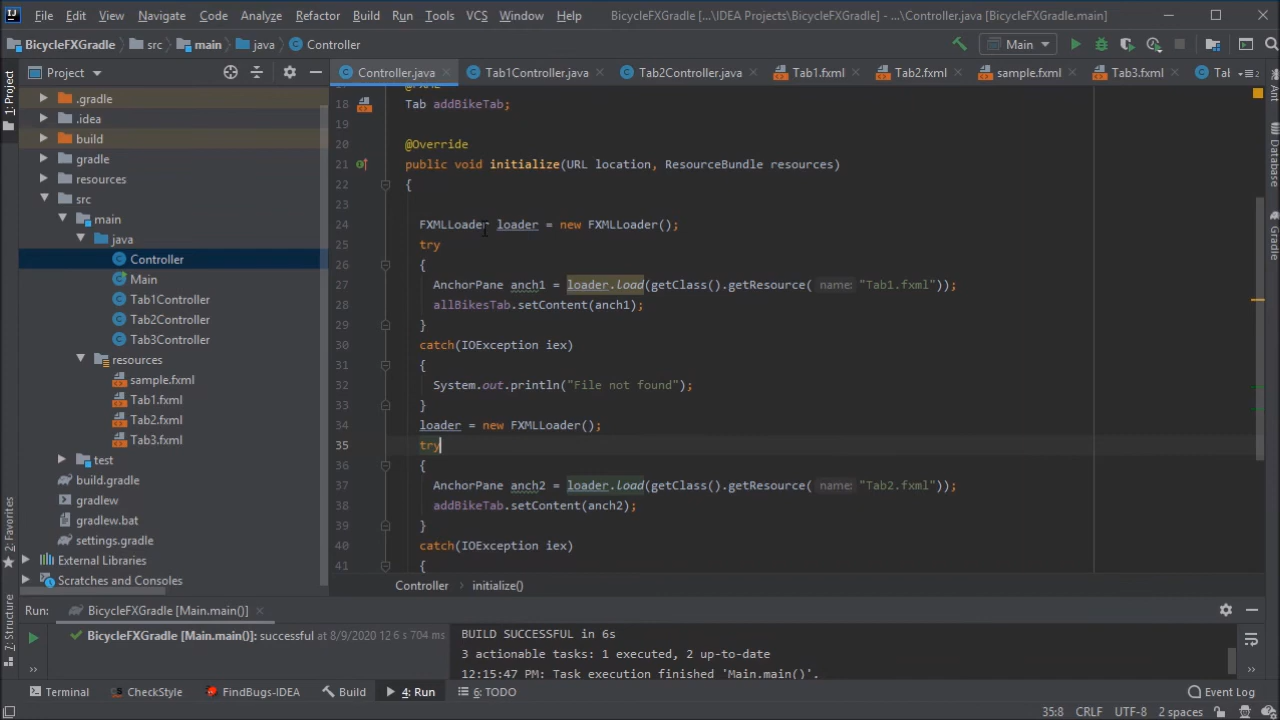 File Edit View Navigate Code Analyze Refactor Build Run Tools VCS Window Help BicycleFXGradle [...\IDEA Projects\BicycleFXGradle] - ...\Controller.java [BicycleFXGradle.main]
BicycleFXGradle src main java Controller Main
Project Controller.java Tab1Controller.java Tab2Controller.java Tab1.fxml Tab2.fxml sample.fxml Tab3.fxml
1: Project
.gradle
.idea
build
gradle
resources
src
main
java
Controller
Main
Tab1Controller
Tab2Controller
Tab3Controller
resources
sample.fxml
Tab1.fxml
Tab2.fxml
Tab3.fxml
test
build.gradle
gradlew
gradlew.bat
settings.gradle
External Libraries
Scratches and Consoles
2: Favorites
7: Structure
18 Tab addBikeTab;
19
20 @Override
21 public void initialize(URL location, ResourceBundle resources)
22 {
23
24 FXMLLoader loader = new FXMLLoader();
25 try
26 {
27 AnchorPane anch1 = loader.load(getClass().getResource( name: "Tab1.fxml"));
28 allBikesTab.setContent(anch1);
29 }
30 catch(IOException iex)
31 {
32 System.out.println("File not found");
33 }
34 loader = new FXMLLoader();
35 try
36 {
37 AnchorPane anch2 = loader.load(getClass().getResource( name: "Tab2.fxml"));
38 addBikeTab.setContent(anch2);
39 }
40 catch(IOException iex)
41 {
Controller initialize()
Ant
Database
Gradle
Run: BicycleFXGradle [Main.main()]
BicycleFXGradle [Main.main()]: successful at 8/9/2020 12 6 s 704 ms
BUILD SUCCESSFUL in 6s
3 actionable tasks: 1 executed, 2 up-to-date
12:15:47 PM: Task execution finished 'Main.main()'.
Terminal CheckStyle FindBugs-IDEA Build 4: Run 6: TODO Event Log
35:8 CRLF UTF-8 2 spaces